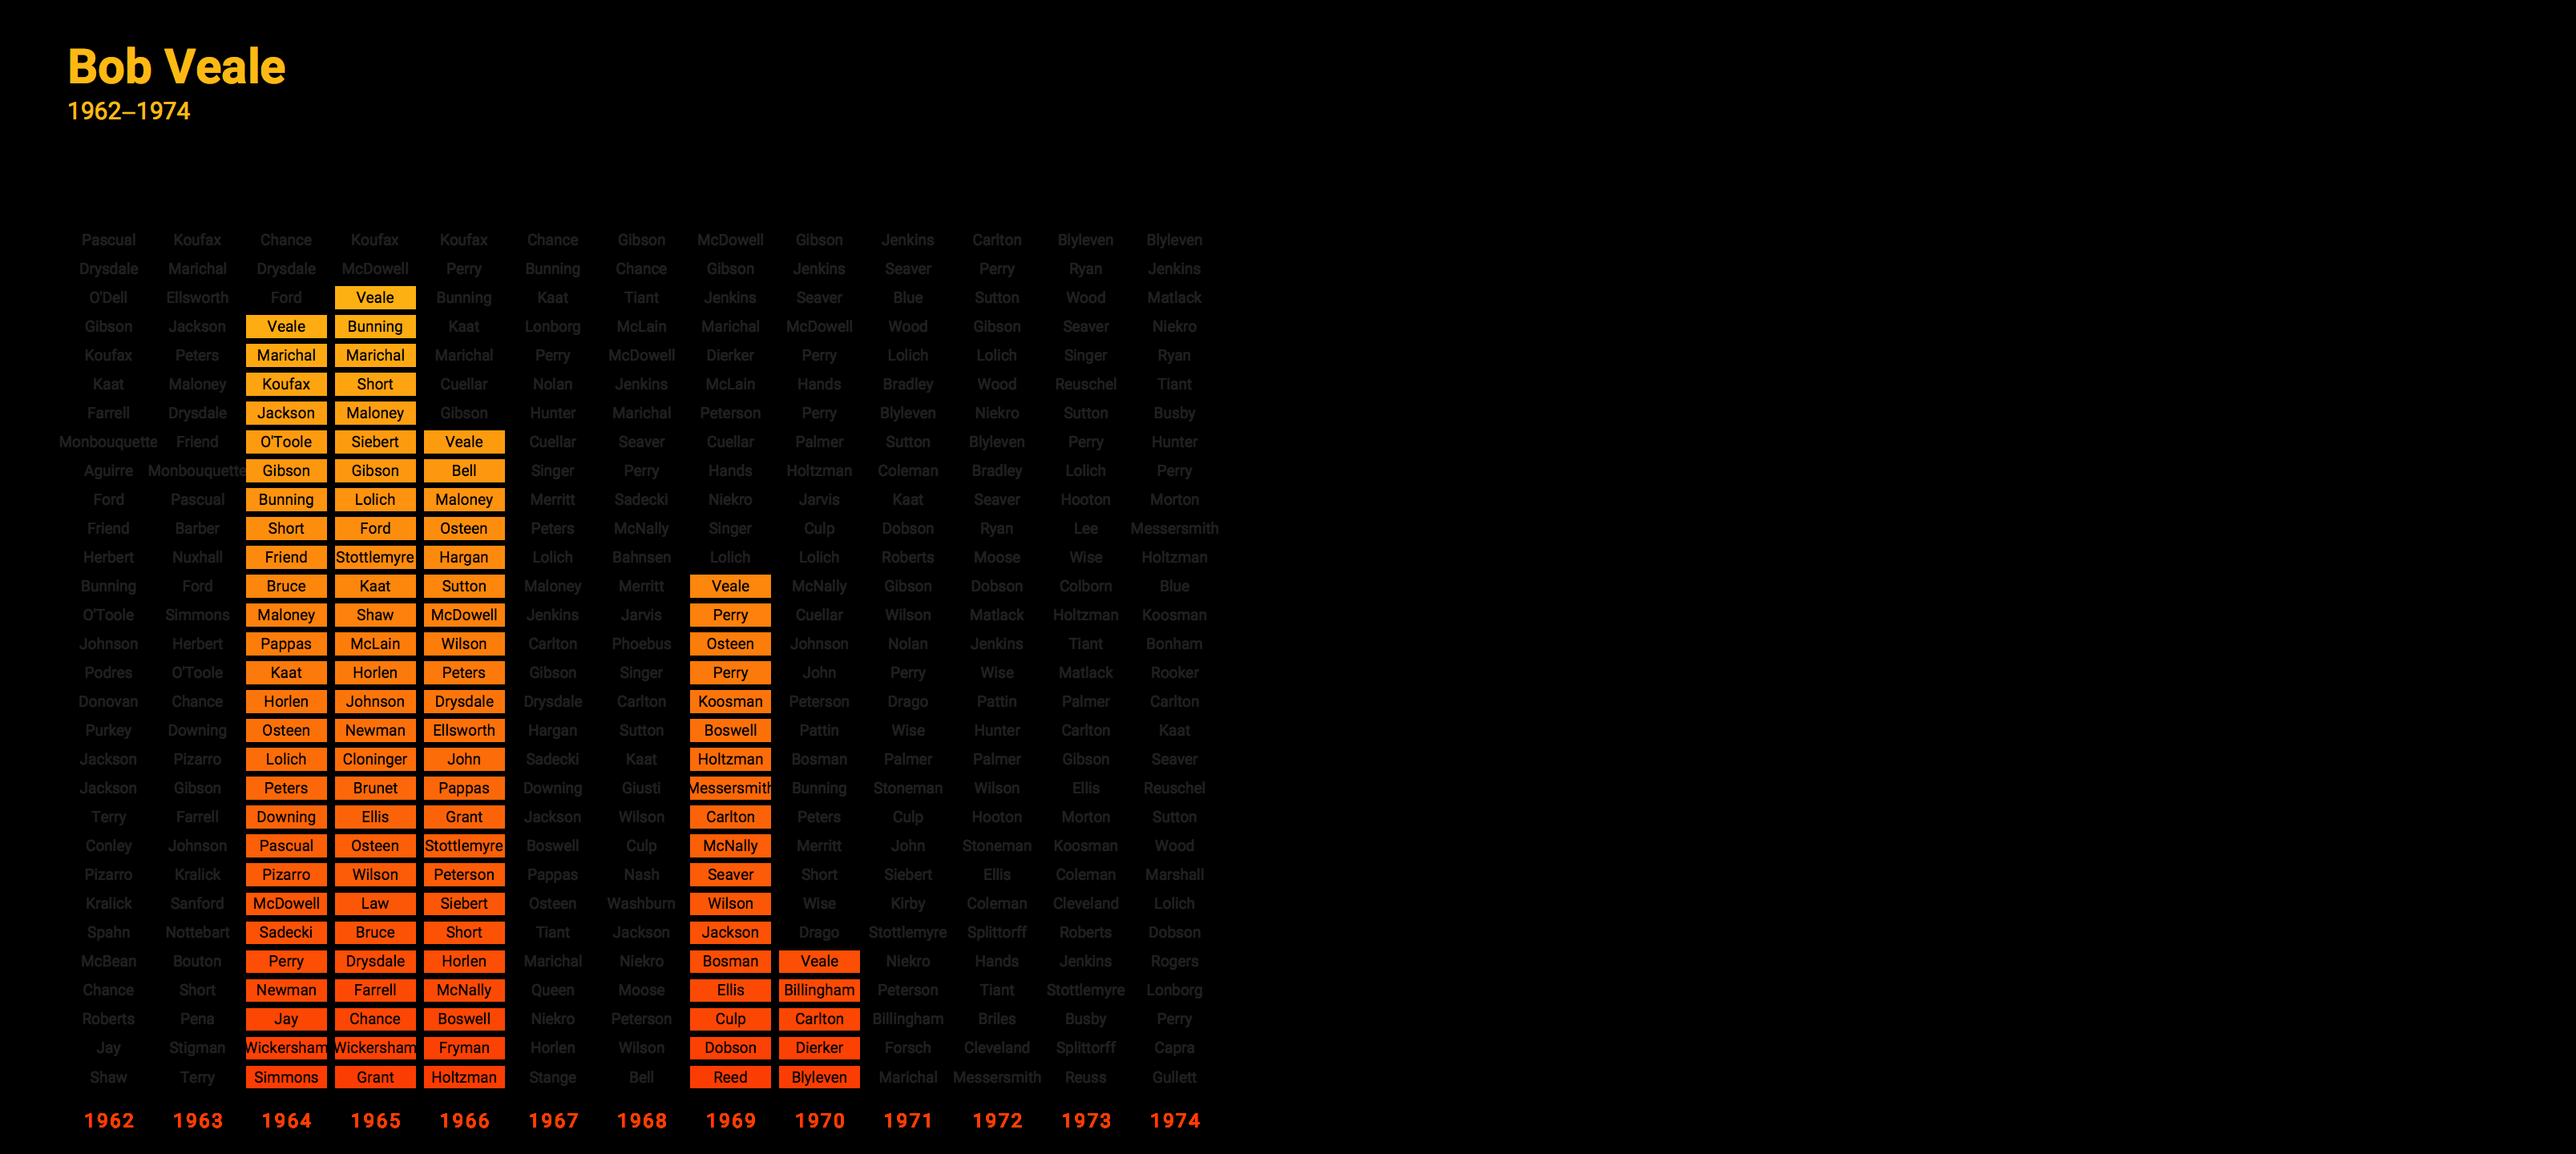 Bob Veale
1962–1974
Pascual Koufax Chance Koufax Koufax Chance Gibson McDowell Gibson Jenkins Carlton Blyleven Blyleven
Drysdale Marichal Drysdale McDowell Perry Bunning Chance Gibson Jenkins Seaver Perry Ryan Jenkins
O'Dell Ellsworth Ford Veale Bunning Kaat Tiant Jenkins Seaver Blue Sutton Wood Matlack
Gibson Jackson Veale Bunning Kaat Lonborg McLain Marichal McDowell Wood Gibson Seaver Niekro
Koufax Peters Marichal Marichal Marichal Perry McDowell Dierker Perry Lolich Lolich Singer Ryan
Kaat Maloney Koufax Short Cuellar Nolan Jenkins McLain Hands Bradley Wood Reuschel Tiant
Farrell Drysdale Jackson Maloney Gibson Hunter Marichal Peterson Perry Blyleven Niekro Sutton Busby
Monbouquette Friend O'Toole Siebert Veale Cuellar Seaver Cuellar Palmer Sutton Blyleven Perry Hunter
Aguirre Monbouquette Gibson Gibson Bell Singer Perry Hands Holtzman Coleman Bradley Lolich Perry
Ford Pascual Bunning Lolich Maloney Merritt Sadecki Niekro Jarvis Kaat Seaver Hooton Morton
Friend Barber Short Ford Osteen Peters McNally Singer Culp Dobson Ryan Lee Messersmith
Herbert Nuxhall Friend Stottlemyre Hargan Lolich Bahnsen Lolich Lolich Roberts Moose Wise Holtzman
Bunning Ford Bruce Kaat Sutton Maloney Merritt Veale McNally Gibson Dobson Colborn Blue
O'Toole Simmons Maloney Shaw McDowell Jenkins Jarvis Perry Cuellar Wilson Matlack Holtzman Koosman
Johnson Herbert Pappas McLain Wilson Carlton Phoebus Osteen Johnson Nolan Jenkins Tiant Bonham
Podres O'Toole Kaat Horlen Peters Gibson Singer Perry John Perry Wise Matlack Rooker
Donovan Chance Horlen Johnson Drysdale Drysdale Carlton Koosman Peterson Drago Pattin Palmer Carlton
Purkey Downing Osteen Newman Ellsworth Hargan Sutton Boswell Pattin Wise Hunter Carlton Kaat
Jackson Pizarro Lolich Cloninger John Sadecki Kaat Holtzman Bosman Palmer Palmer Gibson Seaver
Jackson Gibson Peters Brunet Pappas Downing Giusti Messersmith Bunning Stoneman Wilson Ellis Reuschel
Terry Farrell Downing Ellis Grant Jackson Wilson Carlton Peters Culp Hooton Morton Sutton
Conley Johnson Pascual Osteen Stottlemyre Boswell Culp McNally Merritt John Stoneman Koosman Wood
Pizarro Kralick Pizarro Wilson Peterson Pappas Nash Seaver Short Siebert Ellis Coleman Marshall
Kralick Sanford McDowell Law Siebert Osteen Washburn Wilson Wise Kirby Coleman Cleveland Lolich
Spahn Nottebart Sadecki Bruce Short Tiant Jackson Jackson Drago Stottlemyre Splittorff Roberts Dobson
McBean Bouton Perry Drysdale Horlen Marichal Niekro Bosman Veale Niekro Hands Jenkins Rogers
Chance Short Newman Farrell McNally Queen Moose Ellis Billingham Peterson Tiant Stottlemyre Lonborg
Roberts Pena Jay Chance Boswell Niekro Peterson Culp Carlton Billingham Briles Busby Perry
Jay Stigman Wickersham Wickersham Fryman Horlen Wilson Dobson Dierker Forsch Cleveland Splittorff Capra
Shaw Terry Simmons Grant Holtzman Stange Bell Reed Blyleven Marichal Messersmith Reuss Gullett
1962 1963 1964 1965 1966 1967 1968 1969 1970 1971 1972 1973 1974